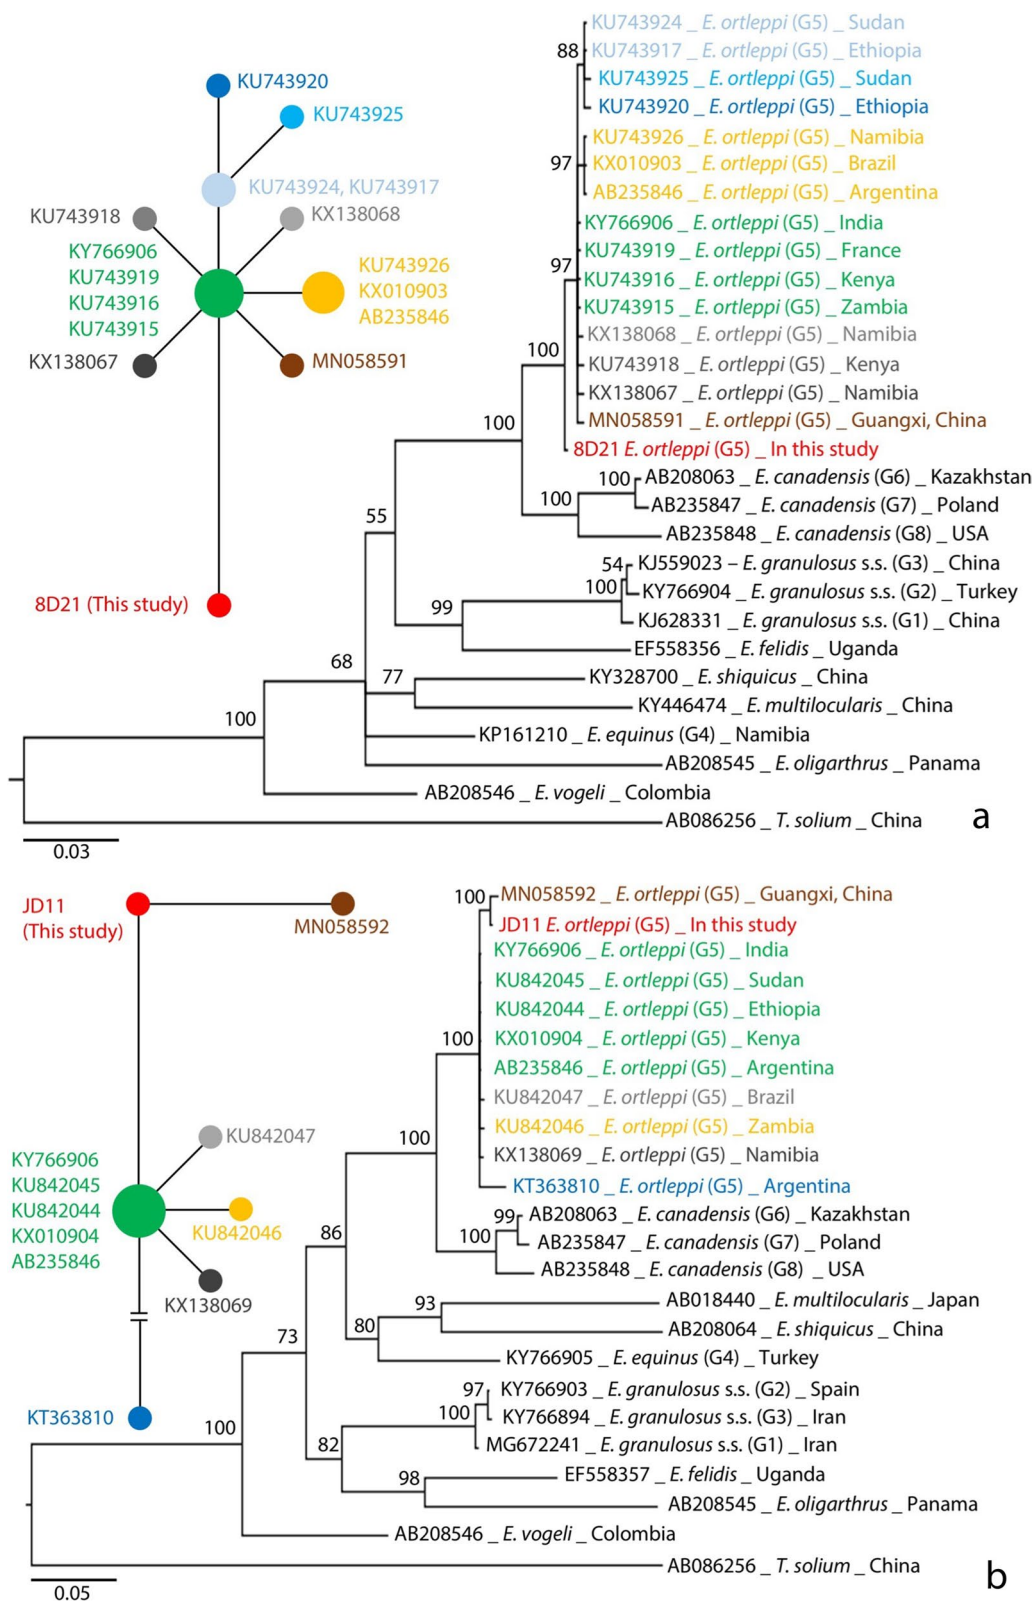 KU743920
KU743925
KU743924, KU743917
KU743918
KX138068
KY766906
KU743919
KU743916
KU743915
KU743926
KX010903
AB235846
KX138067
MN058591
8D21 (This study)
88
KU743924 _ E. ortleppi (G5) _ Sudan
KU743917 _ E. ortleppi (G5) _ Ethiopia
KU743925 _ E. ortleppi (G5) _ Sudan
KU743920 _ E. ortleppi (G5) _ Ethiopia
97
KU743926 _ E. ortleppi (G5) _ Namibia
KX010903 _ E. ortleppi (G5) _ Brazil
AB235846 _ E. ortleppi (G5) _ Argentina
97
KY766906 _ E. ortleppi (G5) _ India
KU743919 _ E. ortleppi (G5) _ France
KU743916 _ E. ortleppi (G5) _ Kenya
KU743915 _ E. ortleppi (G5) _ Zambia
KX138068 _ E. ortleppi (G5) _ Namibia
KU743918 _ E. ortleppi (G5) _ Kenya
KX138067 _ E. ortleppi (G5) _ Namibia
MN058591 _ E. ortleppi (G5) _ Guangxi, China
100
8D21 E. ortleppi (G5) _ In this study
100
100
100
AB208063 _ E. canadensis (G6) _ Kazakhstan
AB235847 _ E. canadensis (G7) _ Poland
AB235848 _ E. canadensis (G8) _ USA
55
54
100
KJ559023 – E. granulosus s.s. (G3) _ China
KY766904 _ E. granulosus s.s. (G2) _ Turkey
KJ628331 _ E. granulosus s.s. (G1) _ China
99
EF558356 _ E. felidis _ Uganda
68
77
KY328700 _ E. shiquicus _ China
KY446474 _ E. multilocularis _ China
100
KP161210 _ E. equinus (G4) _ Namibia
AB208545 _ E. oligarthrus _ Panama
AB208546 _ E. vogeli _ Colombia
AB086256 _ T. solium _ China
0.03
a
JD11
(This study)
MN058592
KU842047
KY766906
KU842045
KU842044
KX010904
AB235846
KU842046
KX138069
KT363810
100
MN058592 _ E. ortleppi (G5) _ Guangxi, China
JD11 E. ortleppi (G5) _ In this study
KY766906 _ E. ortleppi (G5) _ India
KU842045 _ E. ortleppi (G5) _ Sudan
KU842044 _ E. ortleppi (G5) _ Ethiopia
100
KX010904 _ E. ortleppi (G5) _ Kenya
AB235846 _ E. ortleppi (G5) _ Argentina
KU842047 _ E. ortleppi (G5) _ Brazil
KU842046 _ E. ortleppi (G5) _ Zambia
100
KX138069 _ E. ortleppi (G5) _ Namibia
KT363810 _ E. ortleppi (G5) _ Argentina
99
100
AB208063 _ E. canadensis (G6) _ Kazakhstan
AB235847 _ E. canadensis (G7) _ Poland
AB235848 _ E. canadensis (G8) _ USA
86
93
80
AB018440 _ E. multilocularis _ Japan
AB208064 _ E. shiquicus _ China
KY766905 _ E. equinus (G4) _ Turkey
73
97
100
KY766903 _ E. granulosus s.s. (G2) _ Spain
KY766894 _ E. granulosus s.s. (G3) _ Iran
MG672241 _ E. granulosus s.s. (G1) _ Iran
100
82
98
EF558357 _ E. felidis _ Uganda
AB208545 _ E. oligarthrus _ Panama
AB208546 _ E. vogeli _ Colombia
AB086256 _ T. solium _ China
0.05
b